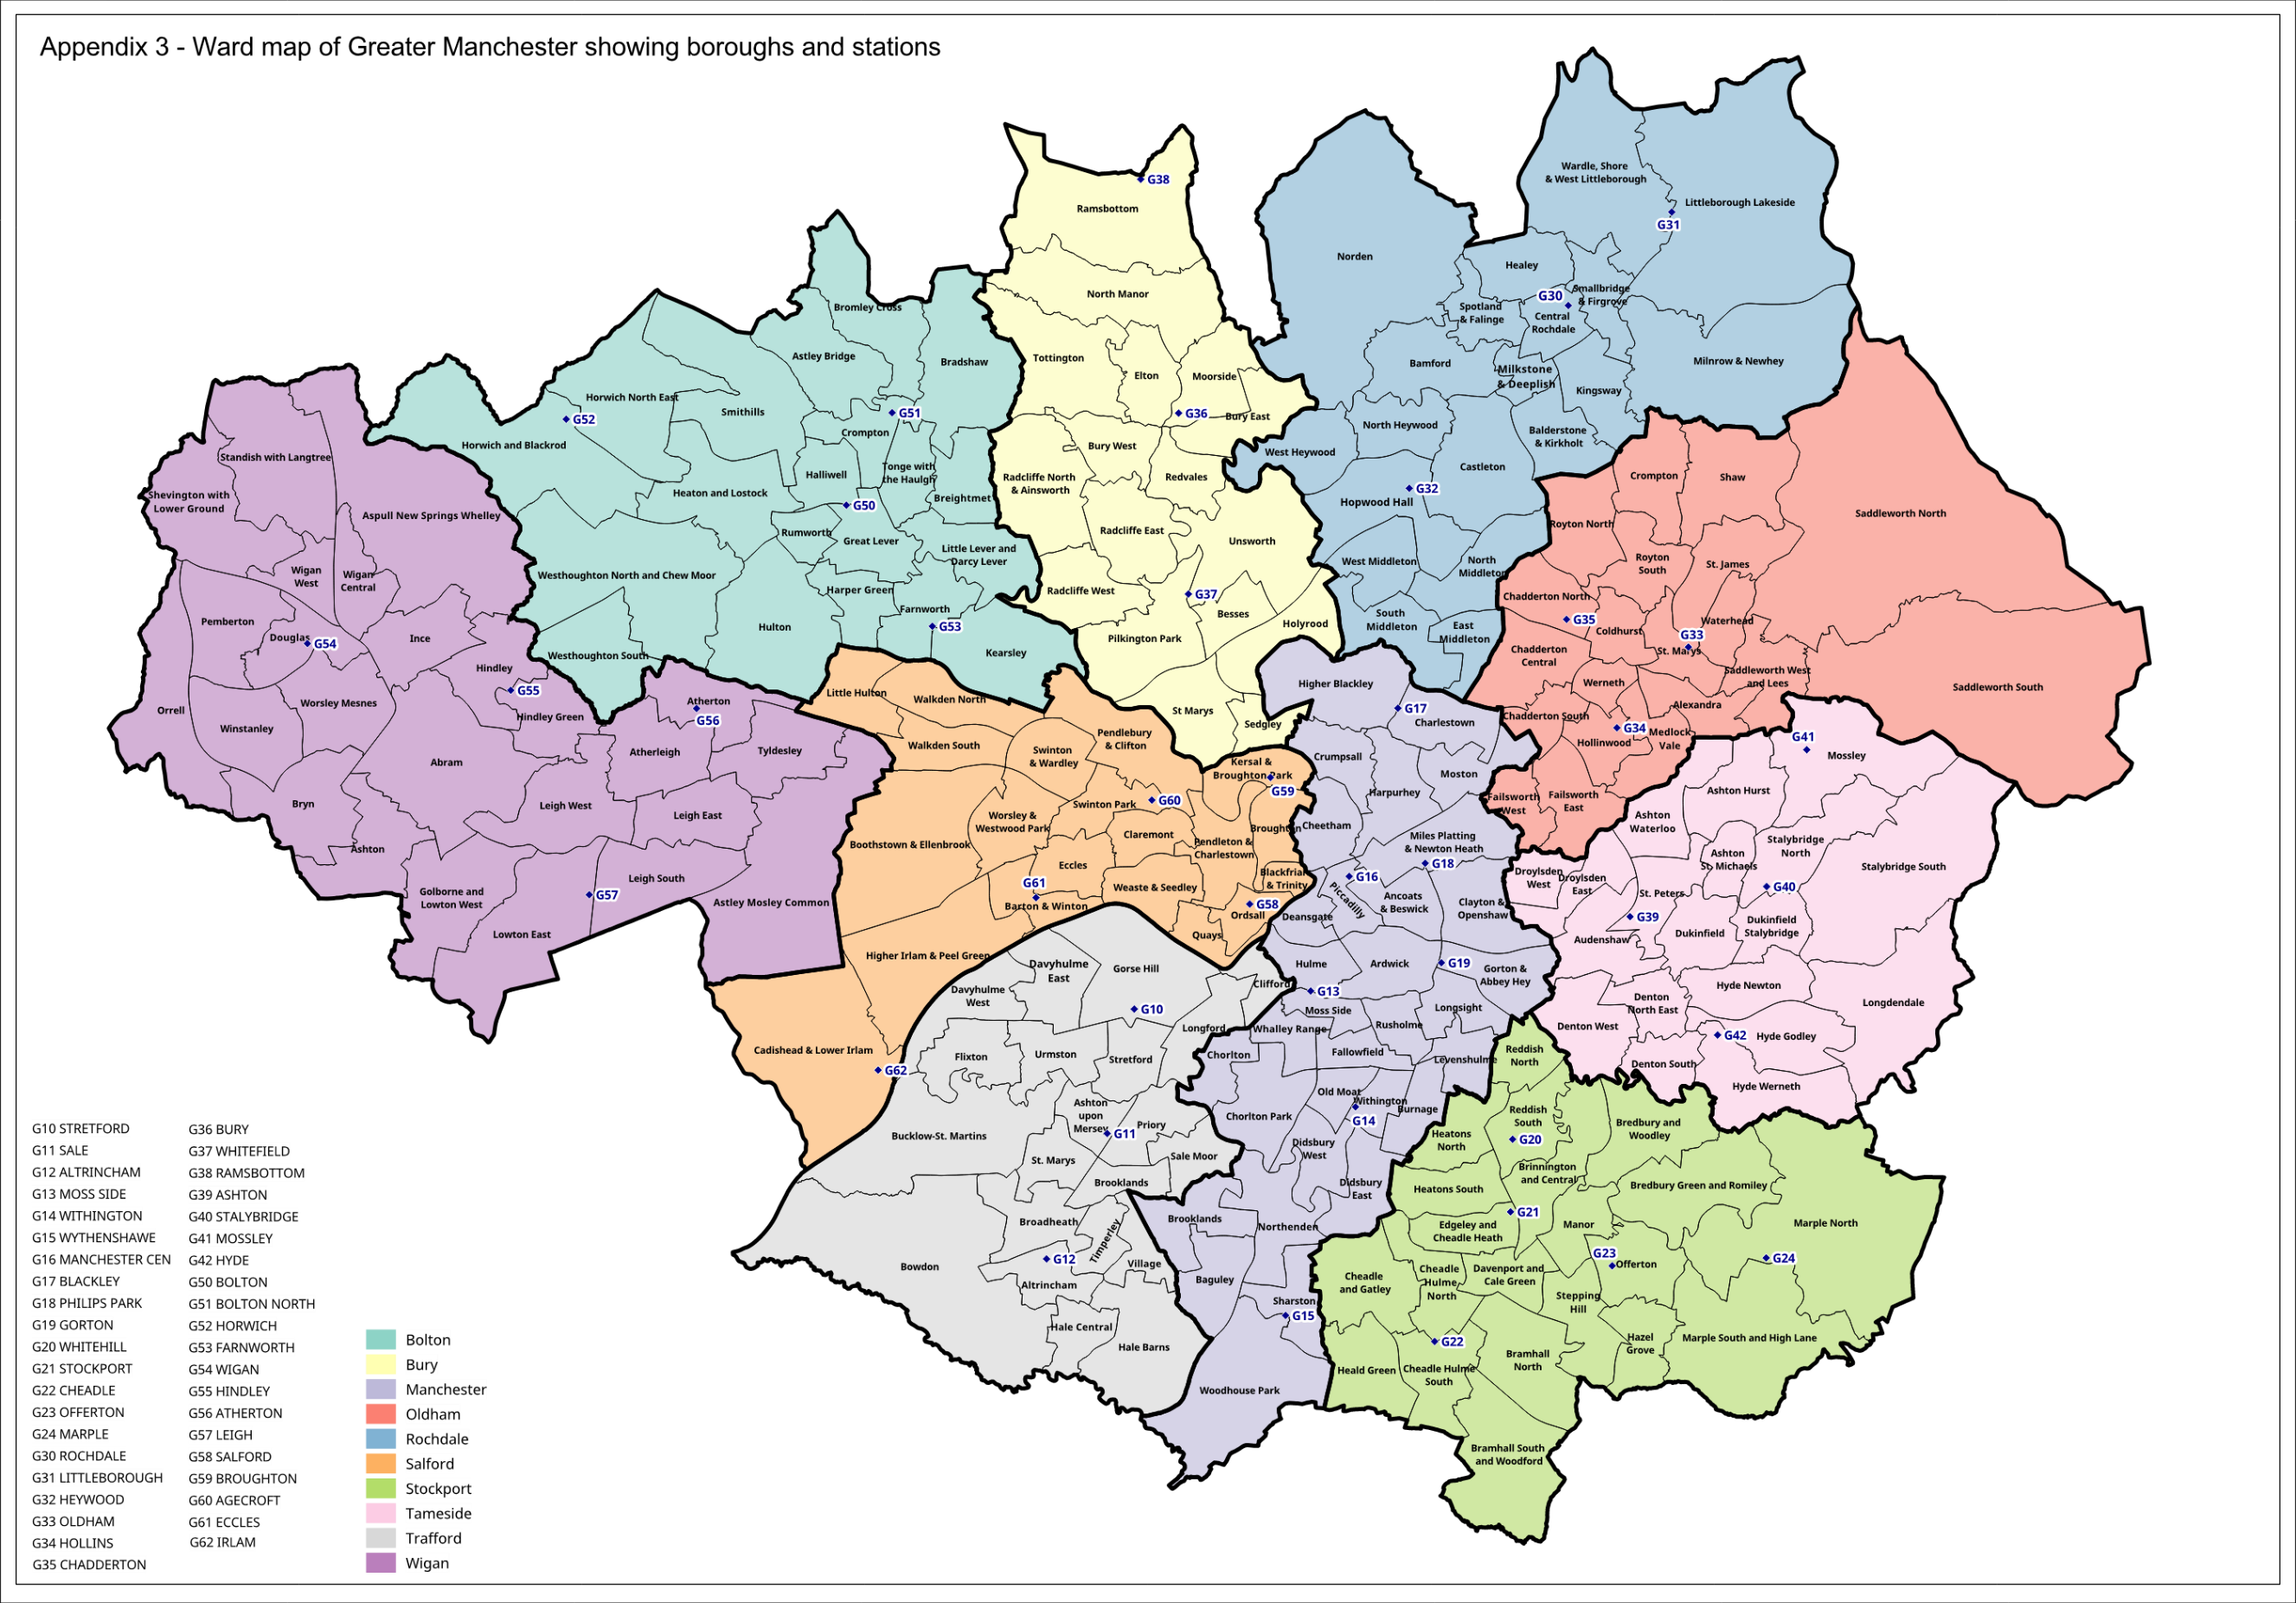 Appendix 3 - Ward map of Greater Manchester showing boroughs and stations
G38
Ramsbottom
Wardle, Shore
& West Littleborough
Littleborough Lakeside
G31
Norden
Healey
North Manor
Smallbridge
& Firgrove
G30
Bromley Cross
Spotland
& Falinge
Central
Rochdale
Astley Bridge
Bradshaw
Tottington
Elton
Moorside
Bamford
Milkstone
& Deeplish
Kingsway
Milnrow & Newhey
Horwich North East
Smithills
G52
G51
G36
Bury East
Crompton
North Heywood
Balderstone
& Kirkholt
Horwich and Blackrod
Bury West
West Heywood
Standish with Langtree
Halliwell
Tonge with
the Haulgh
Radcliffe North
& Ainsworth
Redvales
Castleton
Crompton
Shaw
Shevington with
Lower Ground
Heaton and Lostock
Breightmet
G50
G32
Hopwood Hall
Aspull New Springs Whelley
Saddleworth North
Rumworth
Great Lever
Radcliffe East
Unsworth
Royton North
Little Lever and
Darcy Lever
West Middleton
North
Middleton
Royton
South
St. James
Wigan
West
Wigan
Central
Westhoughton North and Chew Moor
Harper Green
Radcliffe West
G37
Chadderton North
Pemberton
Farnworth
Besses
Holyrood
South
Middleton
East
Middleton
G35
Coldhurst
Waterhead
G33
Douglas
G54
Ince
Hulton
G53
Pilkington Park
St. Marys
Westhoughton South
Kearsley
Chadderton
Central
Hindley
G55
Higher Blackley
Werneth
Saddleworth West
and Lees
Saddleworth South
Orrell
Worsley Mesnes
Hindley Green
Atherton
G56
Little Hulton
Walkden North
St Marys
G17
Alexandra
Winstanley
Sedgley
Charlestown
Chadderton South
G34
Medlock
Vale
Hollinwood
Atherleigh
Tyldesley
Walkden South
Swinton
& Wardley
Pendlebury
& Clifton
Crumpsall
G41
Mossley
Abram
Kersal &
Broughton Park
G59
Moston
Harpurhey
Failsworth
West
Failsworth
East
Ashton Hurst
Bryn
Leigh West
Leigh East
Worsley &
Westwood Park
Swinton Park
G60
Ashton
Waterloo
Ashton
Boothstown & Ellenbrook
Claremont
Pendleton &
Charlestown
Broughton
Cheetham
Miles Platting
& Newton Heath
G18
Stalybridge
North
Stalybridge South
Eccles
Ashton
St Michaels
Golborne and
Lowton West
G57
Leigh South
G61
Weaste & Seedley
Blackfriars
& Trinity
G16
Droylsden
West
Droylsden
East
St. Peters
G40
Astley Mosley Common
Barton & Winton
G58
Ordsall
Deansgate
Piccadilly
Ancoats
& Beswick
Clayton &
Openshaw
G39
Dukinfield
Dukinfield
Stalybridge
Lowton East
Quays
Audenshaw
Higher Irlam & Peel Green
Davyhulme
East
Gorse Hill
Hulme
Ardwick
G19
Gorton &
Abbey Hey
Davyhulme
West
Clifford
G13
Hyde Newton
G10
Moss Side
Longsight
Denton
North East
Longdendale
Longford
Whalley Range
Rusholme
Denton West
G42
Hyde Godley
Cadishead & Lower Irlam
Flixton
Urmston
Stretford
Chorlton
Fallowfield
Levenshulme
Reddish
North
Denton South
G62
Hyde Werneth
Ashton
upon
Mersey
Priory
G11
Chorlton Park
Old Moat
Withington
G14
Burnage
Reddish
South
Bredbury and
Woodley
Bucklow-St. Martins
St. Marys
Sale Moor
Didsbury
West
Heatons
North
G20
Brooklands
Didsbury
East
Heatons South
Brinnington
and Central
Bredbury Green and Romiley
Broadheath
Timperley
Brooklands
Northenden
Edgeley and
Cheadle Heath
G21
Manor
Marple North
Bowdon
G12
Village
Baguley
Cheadle
and Gatley
Cheadle
Hulme
North
Davenport and
Cale Green
G23
Offerton
G24
Altrincham
Sharston
G15
Stepping
Hill
Hale Central
Hale Barns
G22
Hazel
Grove
Marple South and High Lane
Woodhouse Park
Heald Green
Cheadle Hulme
South
Bramhall
North
Bramhall South
and Woodford
G10 STRETFORD
G11 SALE
G12 ALTRINCHAM
G13 MOSS SIDE
G14 WITHINGTON
G15 WYTHENSHAWE
G16 MANCHESTER CEN
G17 BLACKLEY
G18 PHILIPS PARK
G19 GORTON
G20 WHITEHILL
G21 STOCKPORT
G22 CHEADLE
G23 OFFERTON
G24 MARPLE
G30 ROCHDALE
G31 LITTLEBOROUGH
G32 HEYWOOD
G33 OLDHAM
G34 HOLLINS
G35 CHADDERTON
G36 BURY
G37 WHITEFIELD
G38 RAMSBOTTOM
G39 ASHTON
G40 STALYBRIDGE
G41 MOSSLEY
G42 HYDE
G50 BOLTON
G51 BOLTON NORTH
G52 HORWICH
G53 FARNWORTH
G54 WIGAN
G55 HINDLEY
G56 ATHERTON
G57 LEIGH
G58 SALFORD
G59 BROUGHTON
G60 AGECROFT
G61 ECCLES
G62 IRLAM
Bolton
Bury
Manchester
Oldham
Rochdale
Salford
Stockport
Tameside
Trafford
Wigan